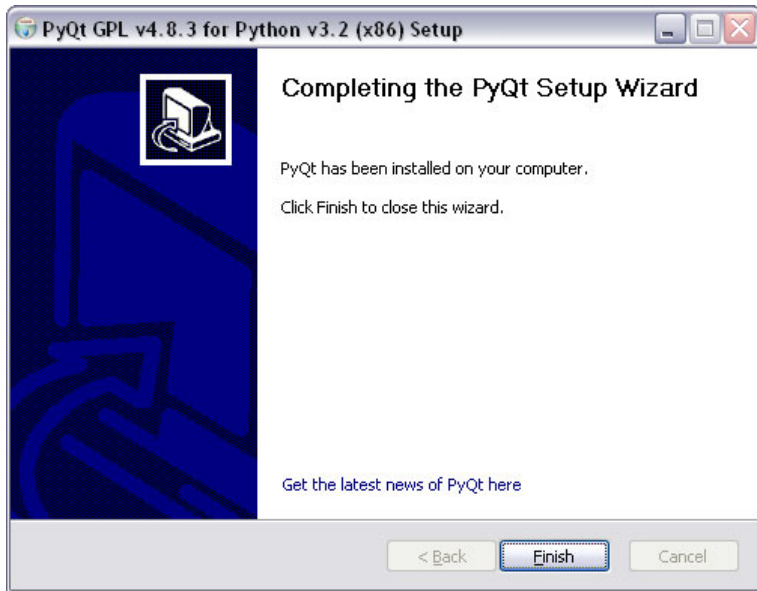 PyQt GPL v4.8.3 for Python v3.2 (x86) Setup
Completing the PyQt Setup Wizard
PyQt has been installed on your computer.
Click Finish to close this wizard.
Get the latest news of PyQt here
< Back Finish Cancel